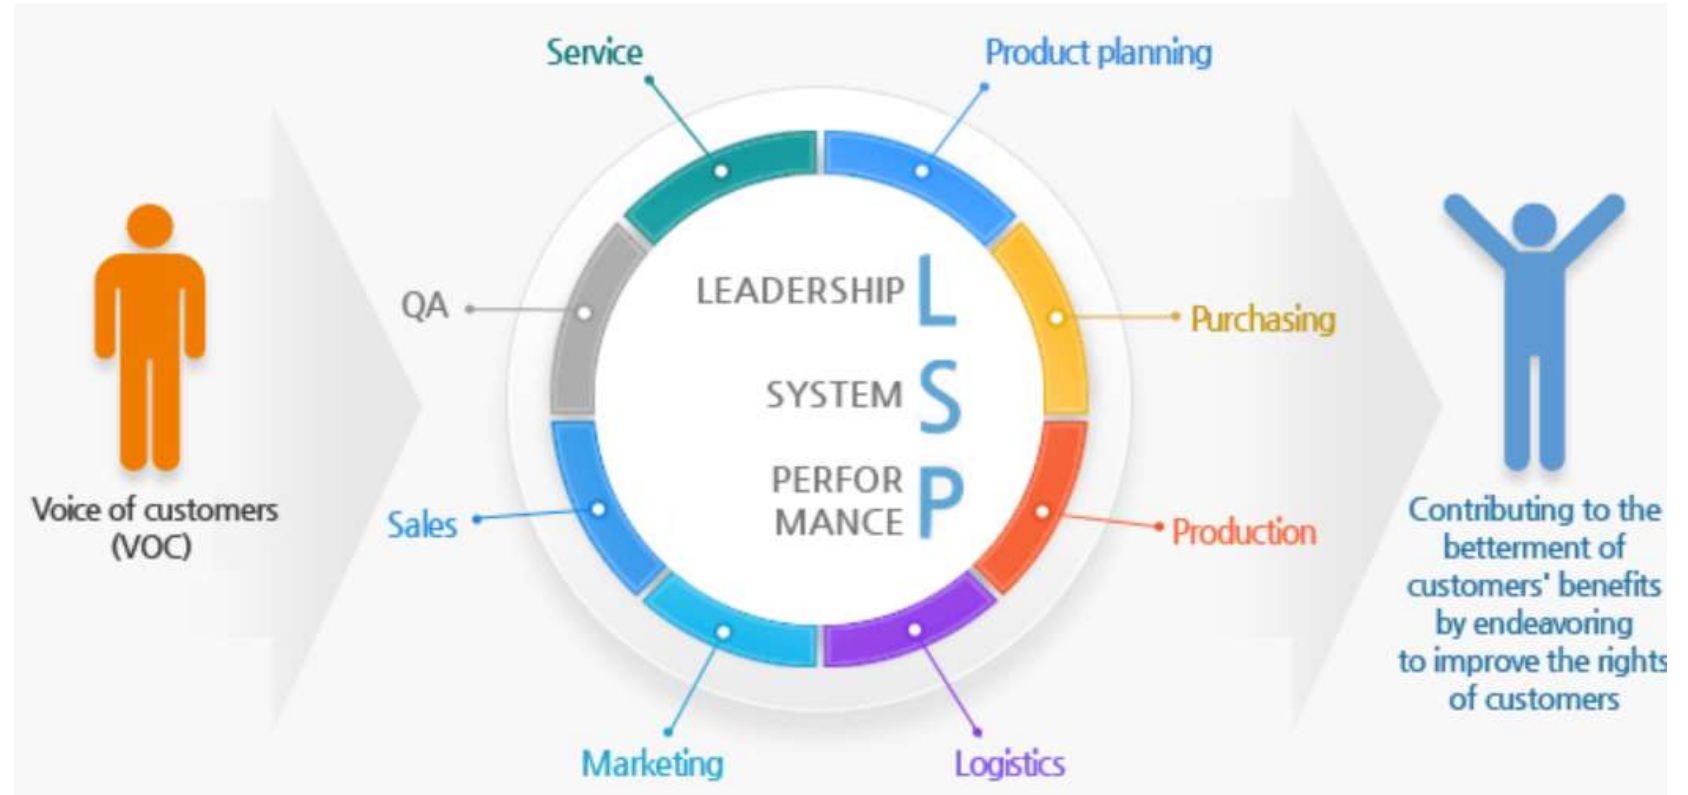 Service
Product planning
QA
LEADERSHIP L
Purchasing
SYSTEM S
PERFOR
MANCE P
Sales
Production
Voice of customers
(VOC)
Contributing to the
betterment of
customers' benefits
by endeavoring
to improve the rights
of customers
Marketing
Logistics